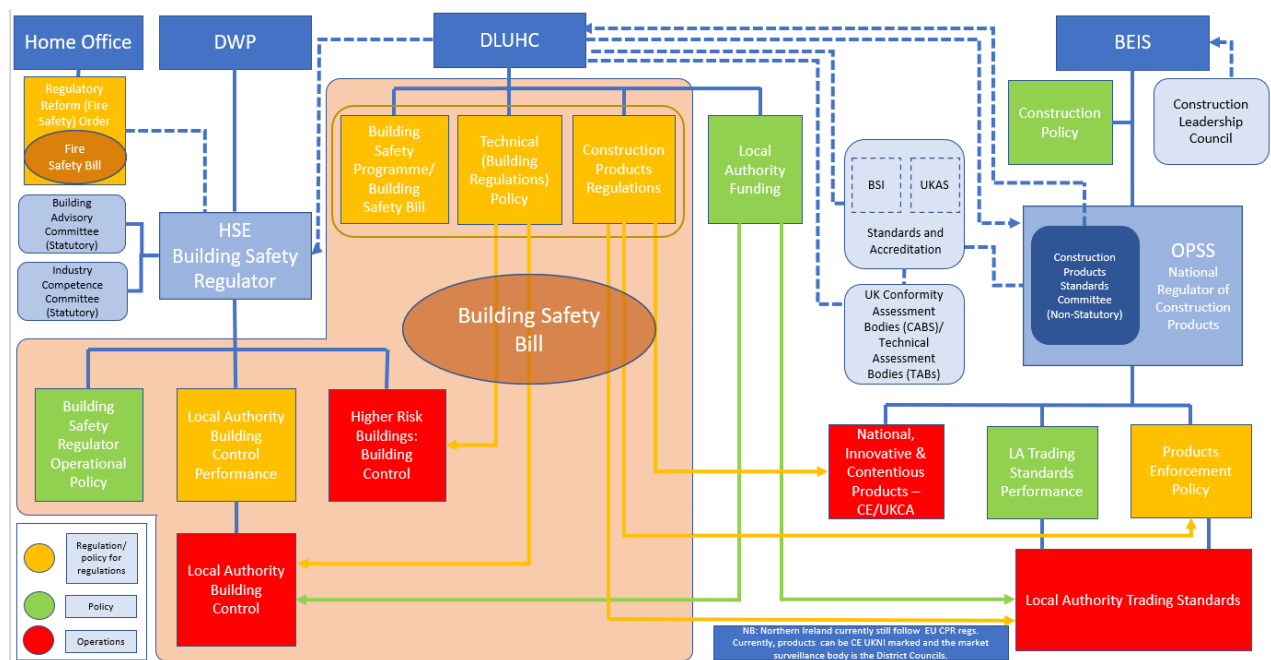 Home Office
DWP
DLUHC
BEIS
Regulatory
Reform (Fire
Safety) Order
Fire
Safety Bill
Building
Safety
Programme/
Building
Safety Bill
Technical
(Building
Regulations)
Policy
Construction
Products
Regulations
Local
Authority
Funding
BSI
UKAS
Standards and
Accreditation
Construction
Policy
Construction
Leadership
Council
Building
Advisory
Committee
(Statutory)
Industry
Competence
Committee
(Statutory)
HSE
Building Safety
Regulator
Construction
Products
Standards
Committee
(Non-Statutory)
OPSS
National
Regulator of
Construction
Products
UK Conformity
Assessment
Bodies (CABS)/
Technical
Assessment
Bodies (TABs)
Building Safety
Bill
Building
Safety
Regulator
Operational
Policy
Local Authority
Building
Control
Performance
Higher Risk
Buildings:
Building
Control
National,
Innovative &
Contentious
Products –
CE/UKCA
LA Trading
Standards
Performance
Products
Enforcement
Policy
Local Authority
Building
Control
Local Authority Trading Standards
Regulation/
policy for
regulations
Policy
Operations
NB: Northern Ireland currently still follow EU CPR regs.
Currently, products can be CE UKNI marked and the market
surveillance body is the District Councils.